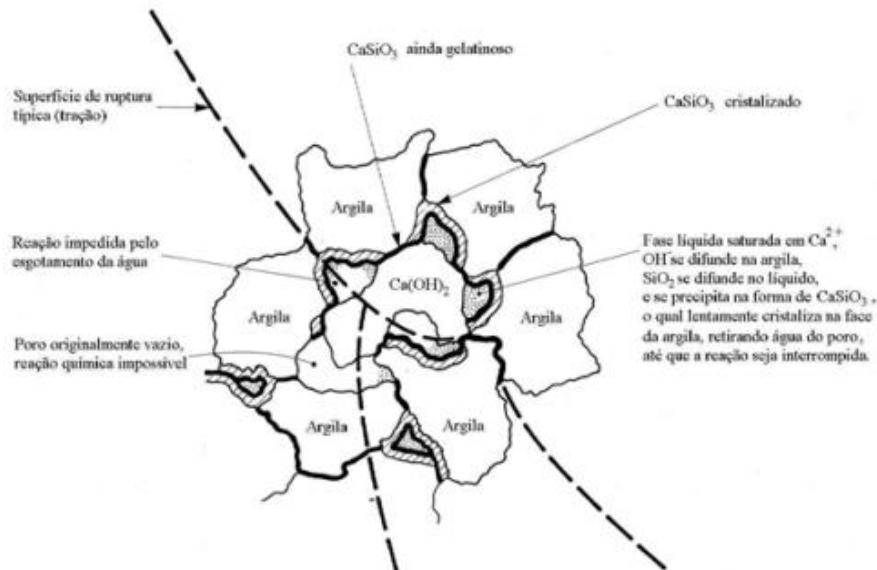 CaSiO₃ ainda gelatinoso
Superfície de ruptura
típica (tração)
CaSiO₃ cristalizado
Argila
Argila
Reação impedida pelo
esgotamento da água
Fase líquida saturada em Ca²⁺,
OH⁻ se difunde na argila,
SiO₂ se difunde no líquido,
e se precipita na forma de CaSiO₃ ,
o qual lentamente cristaliza na face
da argila, retirando água do poro,
até que a reação seja interrompida.
Ca(OH)₂
Argila
Argila
Poro originalmente vazio,
reação química impossível
Argila
Argila